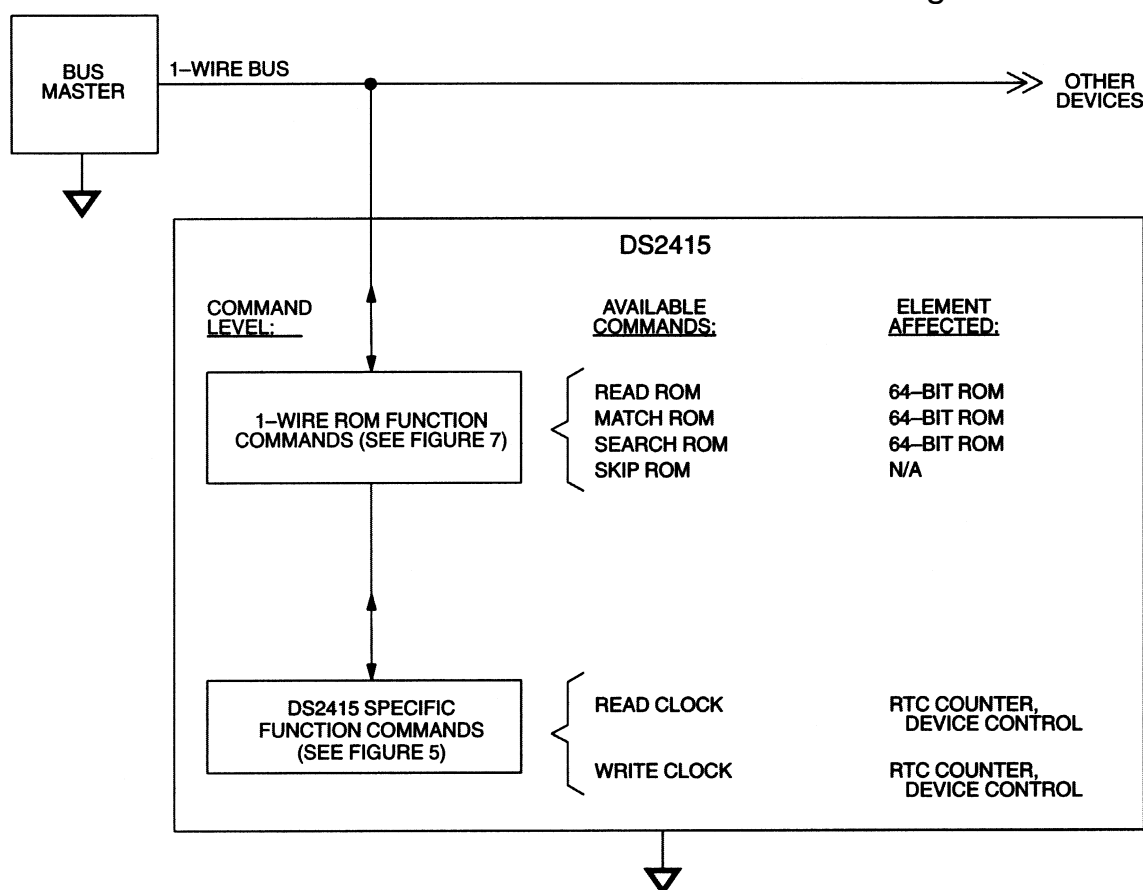 BUS
MASTER
1–WIRE BUS
OTHER
DEVICES
DS2415
COMMAND
LEVEL:
AVAILABLE
COMMANDS:
ELEMENT
AFFECTED:
1–WIRE ROM FUNCTION
COMMANDS (SEE FIGURE 7)
READ ROM 64–BIT ROM
MATCH ROM 64–BIT ROM
SEARCH ROM 64–BIT ROM
SKIP ROM N/A
DS2415 SPECIFIC
FUNCTION COMMANDS
(SEE FIGURE 5)
READ CLOCK RTC COUNTER,
DEVICE CONTROL
WRITE CLOCK RTC COUNTER,
DEVICE CONTROL